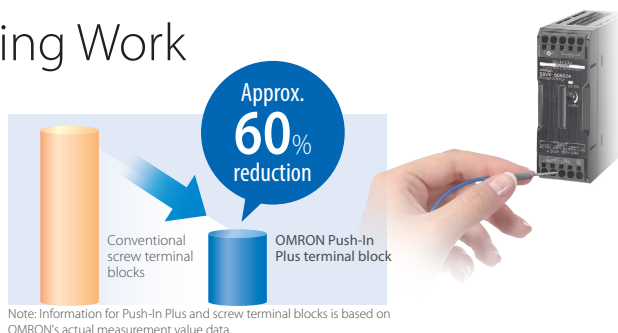 ing Work
Approx.
60%
reduction
Conventional
screw terminal
blocks
OMRON Push-In
Plus terminal block
Note: Information for Push-In Plus and screw terminal blocks is based on
OMRON's actual measurement value data